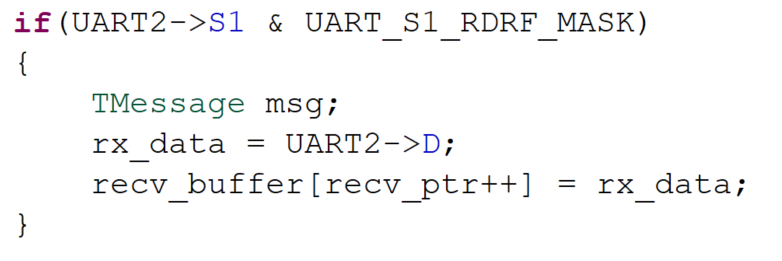 if(UART2->S1 & UART_S1_RDRF_MASK)
{
TMessage msg;
rx_data = UART2->D;
recv_buffer[recv_ptr++] = rx_data;
}